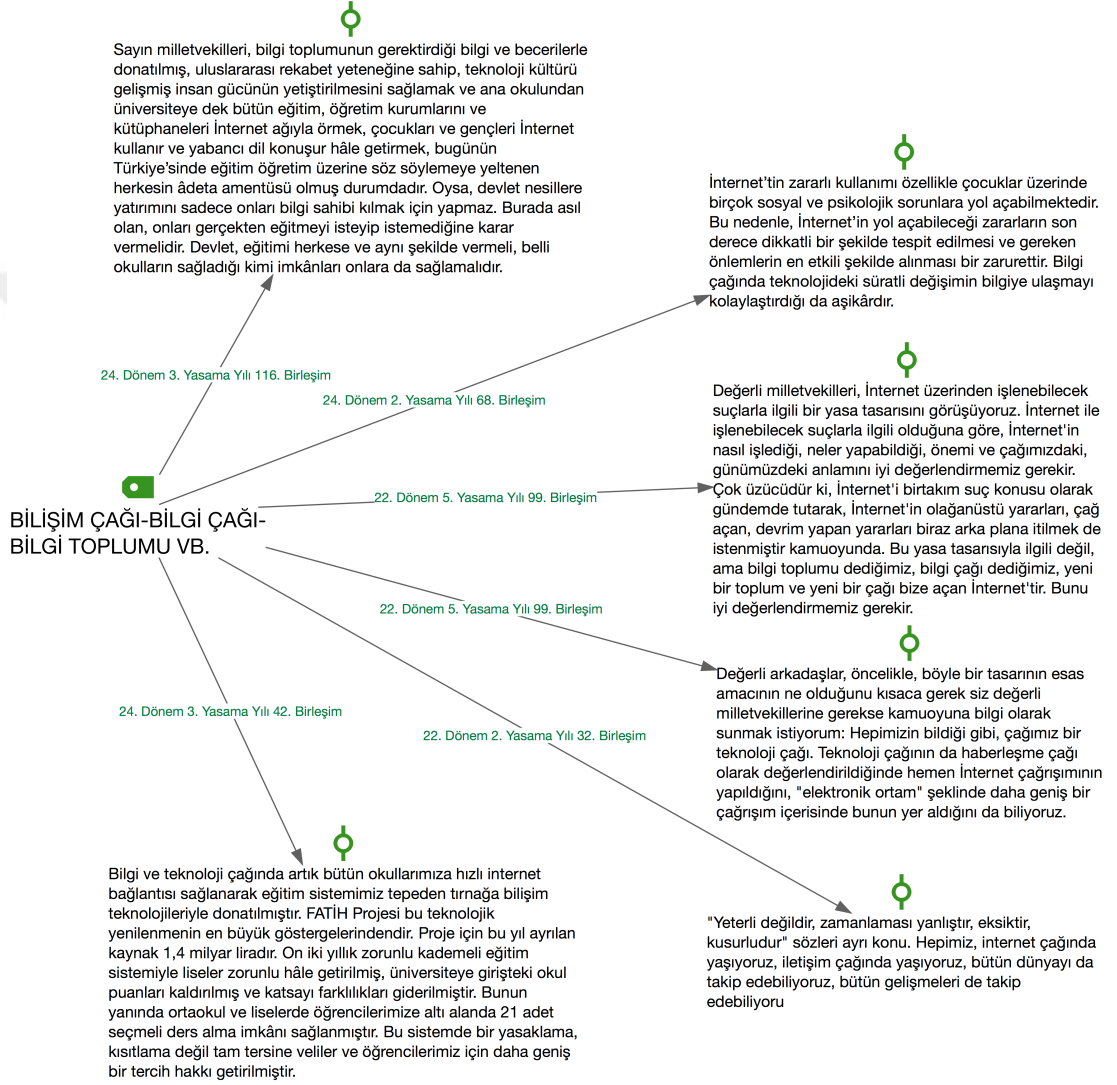 Sayın milletvekilleri, bilgi toplumunun gerektirdiği bilgi ve becerilerle
donatılmış, uluslararası rekabet yeteneğine sahip, teknoloji kültürü
gelişmiş insan gücünün yetiştirilmesini sağlamak ve ana okulundan
üniversiteye dek bütün eğitim, öğretim kurumlarını ve
kütüphaneleri İnternet ağıyla örmek, çocukları ve gençleri İnternet
kullanır ve yabancı dil konuşur hâle getirmek, bugünün
Türkiye’sinde eğitim öğretim üzerine söz söylemeye yeltenen
herkesin âdeta amentüsü olmuş durumdadır. Oysa, devlet nesillere
yatırımını sadece onları bilgi sahibi kılmak için yapmaz. Burada asıl
olan, onları gerçekten eğitmeyi isteyip istemediğine karar
vermelidir. Devlet, eğitimi herkese ve aynı şekilde vermeli, belli
okulların sağladığı kimi imkânları onlara da sağlamalıdır.
İnternet’tin zararlı kullanımı özellikle çocuklar üzerinde
birçok sosyal ve psikolojik sorunlara yol açabilmektedir.
Bu nedenle, İnternet’in yol açabileceği zararların son
derece dikkatli bir şekilde tespit edilmesi ve gereken
önlemlerin en etkili şekilde alınması bir zarurettir. Bilgi
çağında teknolojideki süratli değişimin bilgiye ulaşmayı
kolaylaştırdığı da aşikârdır.
24. Dönem 3. Yasama Yılı 116. Birleşim
24. Dönem 2. Yasama Yılı 68. Birleşim
Değerli milletvekilleri, İnternet üzerinden işlenebilecek
suçlarla ilgili bir yasa tasarısını görüşüyoruz. İnternet ile
işlenebilecek suçlarla ilgili olduğuna göre, İnternet'in
nasıl işlediği, neler yapabildiği, önemi ve çağımızdaki,
günümüzdeki anlamını iyi değerlendirmemiz gerekir.
Çok üzücüdür ki, İnternet'i birtakım suç konusu olarak
gündemde tutarak, İnternet'in olağanüstü yararları, çağ
açan, devrim yapan yararları biraz arka plana itilmek de
istenmiştir kamuoyunda. Bu yasa tasarısıyla ilgili değil,
ama bilgi toplumu dediğimiz, bilgi çağı dediğimiz, yeni
bir toplum ve yeni bir çağı bize açan İnternet'tir. Bunu
iyi değerlendirmemiz gerekir.
22. Dönem 5. Yasama Yılı 99. Birleşim
BİLİŞİM ÇAĞI-BİLGİ ÇAĞI-
BİLGİ TOPLUMU VB.
22. Dönem 5. Yasama Yılı 99. Birleşim
Değerli arkadaşlar, öncelikle, böyle bir tasarının esas
amacının ne olduğunu kısaca gerek siz değerli
milletvekillerine gerekse kamuoyuna bilgi olarak
sunmak istiyorum: Hepimizin bildiği gibi, çağımız bir
teknoloji çağı. Teknoloji çağının da haberleşme çağı
olarak değerlendirildiğinde hemen İnternet çağrışımının
yapıldığını, "elektronik ortam" şeklinde daha geniş bir
çağrışım içerisinde bunun yer aldığını da biliyoruz.
24. Dönem 3. Yasama Yılı 42. Birleşim
22. Dönem 2. Yasama Yılı 32. Birleşim
Bilgi ve teknoloji çağında artık bütün okullarımıza hızlı internet
bağlantısı sağlanarak eğitim sistemimiz tepeden tırnağa bilişim
teknolojileriyle donatılmıştır. FATİH Projesi bu teknolojik
yenilenmenin en büyük göstergelerindendir. Proje için bu yıl ayrılan
kaynak 1,4 milyar liradır. On iki yıllık zorunlu kademeli eğitim
sistemiyle liseler zorunlu hâle getirilmiş, üniversiteye girişteki okul
puanları kaldırılmış ve katsayı farklılıkları giderilmiştir. Bunun
yanında ortaokul ve liselerde öğrencilerimize altı alanda 21 adet
seçmeli ders alma imkânı sağlanmıştır. Bu sistemde bir yasaklama,
kısıtlama değil tam tersine veliler ve öğrencilerimiz için daha geniş
bir tercih hakkı getirilmiştir.
"Yeterli değildir, zamanlaması yanlıştır, eksiktir,
kusurludur" sözleri ayrı konu. Hepimiz, internet çağında
yaşıyoruz, iletişim çağında yaşıyoruz, bütün dünyayı da
takip edebiliyoruz, bütün gelişmeleri de takip
edebiliyoru